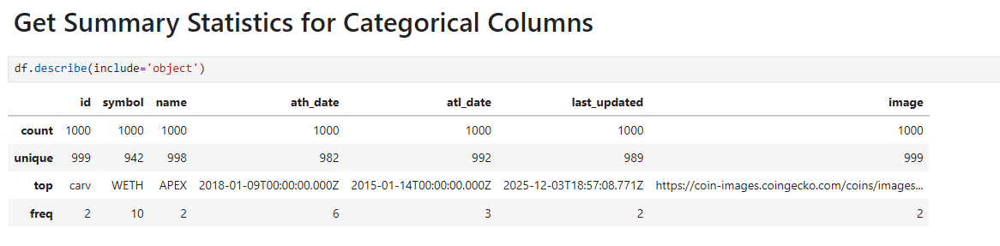 Get Summary Statistics for Categorical Columns
df.describe(include='object')
id symbol name ath_date atl_date last_updated image
count 1000 1000 1000 1000 1000 1000 1000
unique 999 942 998 982 992 989 999
top carv WETH APEX 2018-01-09T00:00:00.000Z 2015-01-14T00:00:00.000Z 2025-12-03T18:57:08.771Z https://coin-images.coingecko.com/coins/images...
freq 2 10 2 6 3 2 2